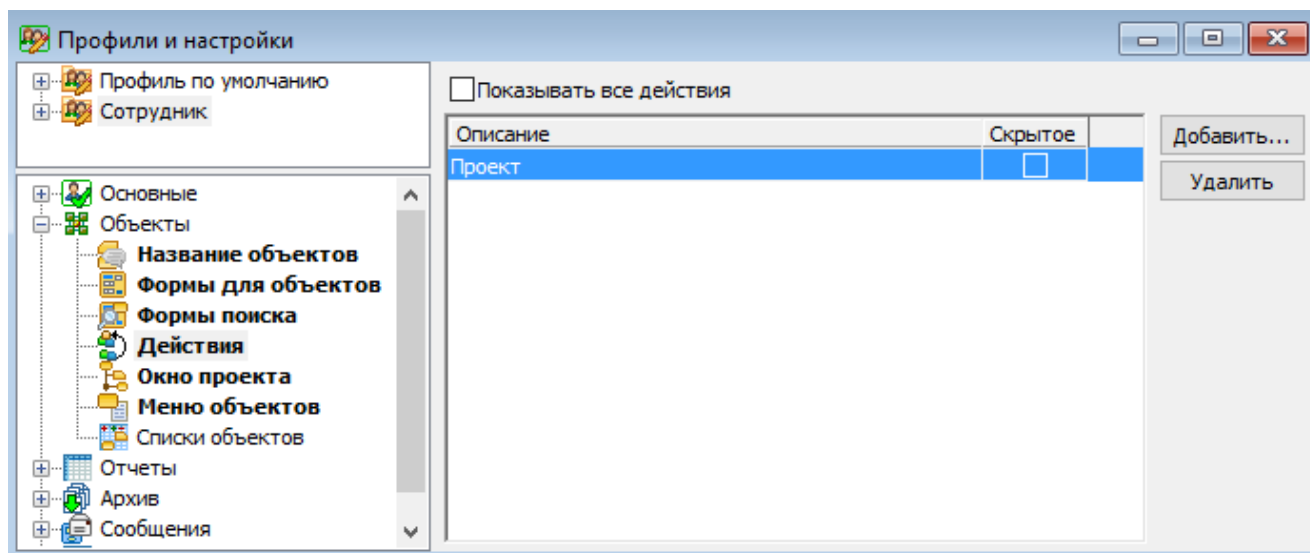 Профили и настройки
Профиль по умолчанию
Сотрудник
Основные
Объекты
Название объектов
Формы для объектов
Формы поиска
Действия
Окно проекта
Меню объектов
Списки объектов
Отчеты
Архив
Сообщения
Показывать все действия
Описание Скрытое
Проект
Добавить...
Удалить